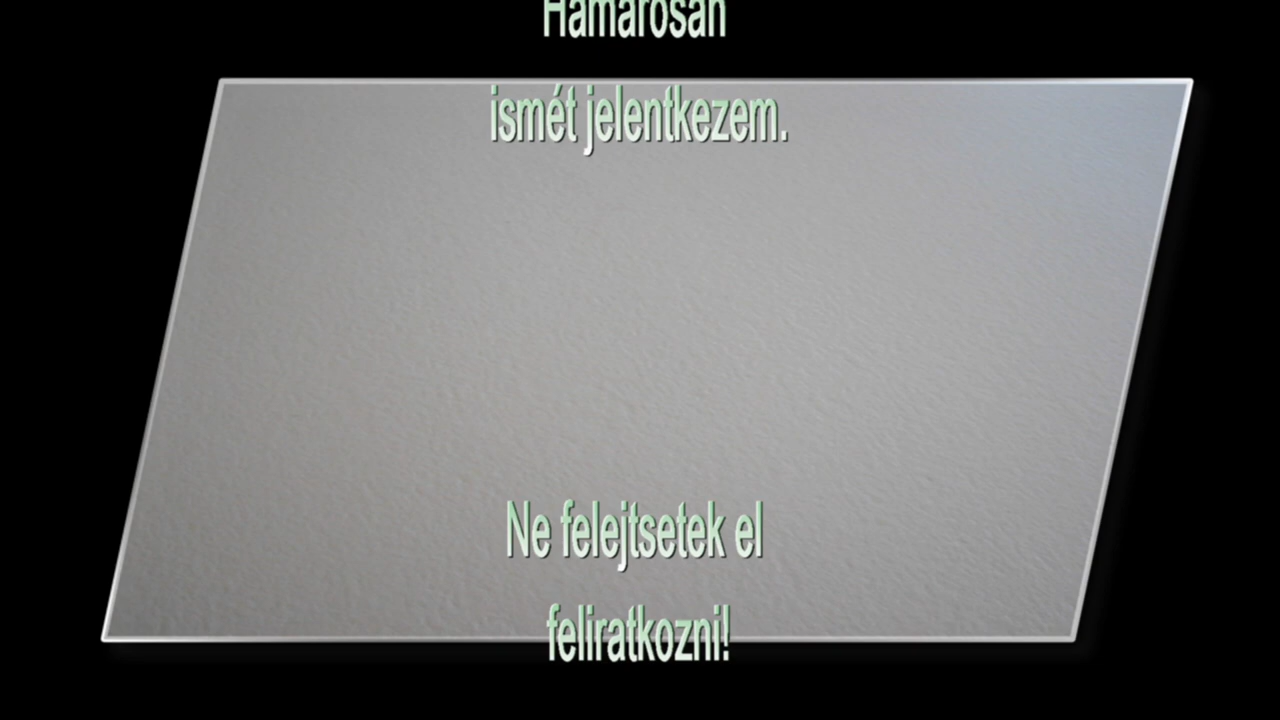 Hamarosan
ismét jelentkezem.
Ne felejtsetek el
feliratkozni!